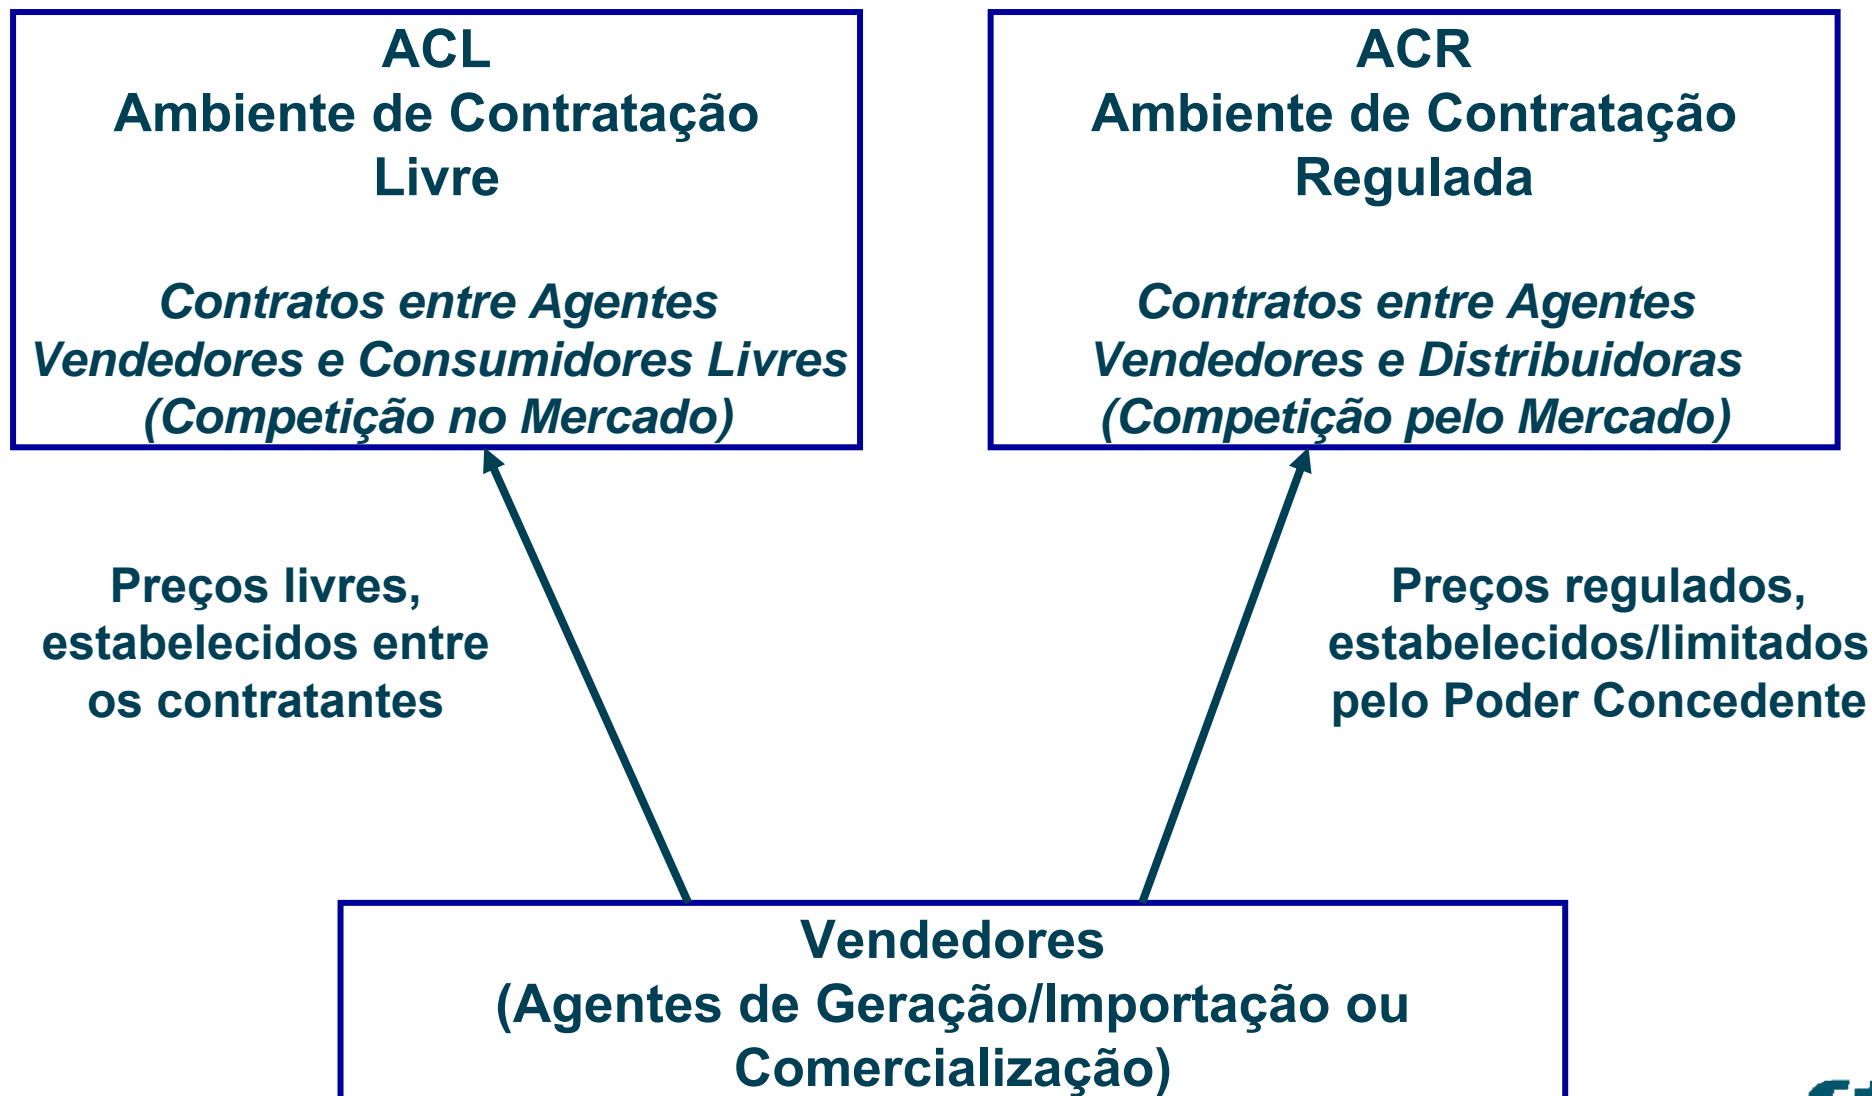 ACL
Ambiente de Contratação
Livre
Contratos entre Agentes
Vendedores e Consumidores Livres
(Competição no Mercado)
ACR
Ambiente de Contratação
Regulada
Contratos entre Agentes
Vendedores e Distribuidoras
(Competição pelo Mercado)
Preços livres,
estabelecidos entre
os contratantes
Preços regulados,
estabelecidos/limitados
pelo Poder Concedente
Vendedores
(Agentes de Geração/Importação ou
Comercialização)